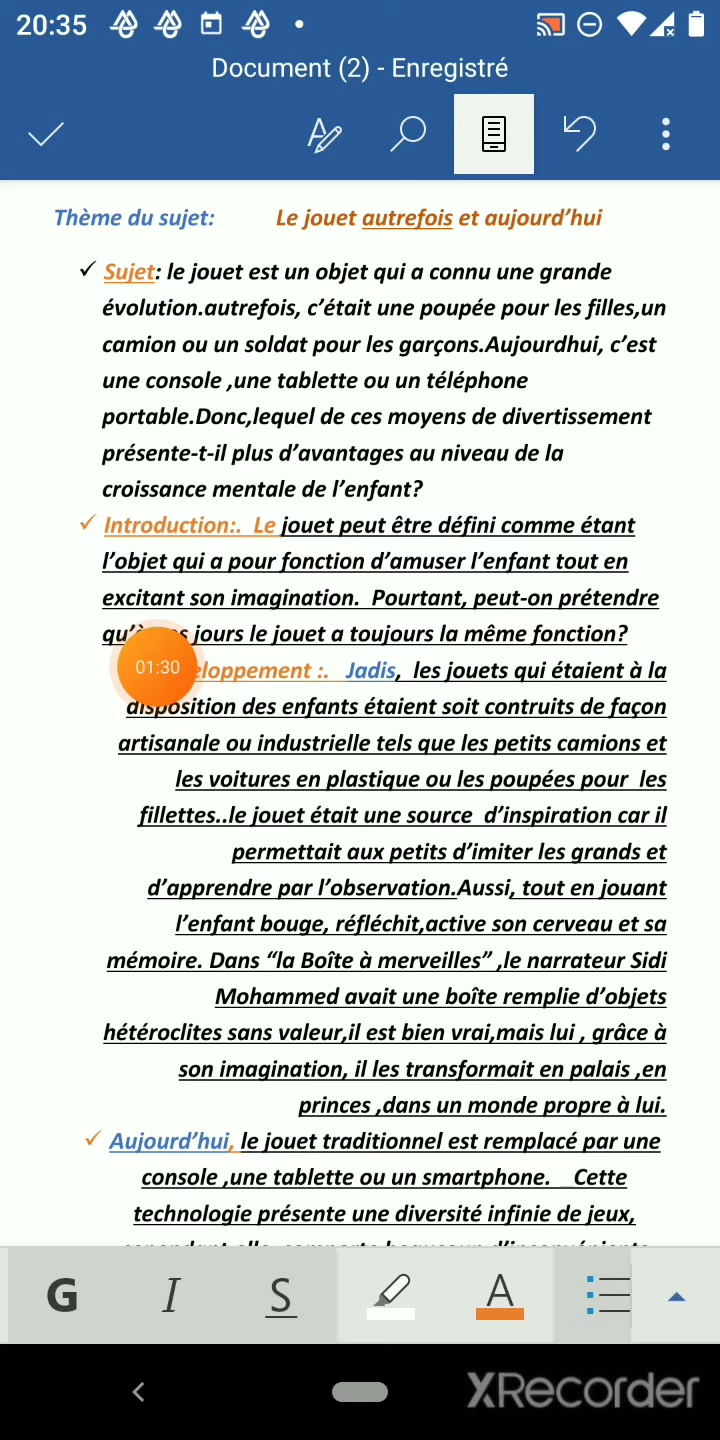 20:35
Document (2) - Enregistré
Thème du sujet: Le jouet autrefois et aujourd’hui
✓ Sujet: le jouet est un objet qui a connu une grande
évolution.autrefois, c’était une poupée pour les filles,un
camion ou un soldat pour les garçons.Aujourdhui, c’est
une console ,une tablette ou un téléphone
portable.Donc,lequel de ces moyens de divertissement
présente-t-il plus d’avantages au niveau de la
croissance mentale de l’enfant?
✓ Introduction:. Le jouet peut être défini comme étant
l’objet qui a pour fonction d’amuser l’enfant tout en
excitant son imagination. Pourtant, peut-on prétendre
jours le jouet a toujours la même fonction?
01:30
eloppement :. Jadis, les jouets qui étaient à la
disposition des enfants étaient soit contruits de façon
artisanale ou industrielle tels que les petits camions et
les voitures en plastique ou les poupées pour les
fillettes..le jouet était une source d’inspiration car il
permettait aux petits d’imiter les grands et
d’apprendre par l’observation.Aussi, tout en jouant
l’enfant bouge, réfléchit,active son cerveau et sa
mémoire. Dans “la Boîte à merveilles” ,le narrateur Sidi
Mohammed avait une boîte remplie d’objets
hétéroclites sans valeur,il est bien vrai,mais lui , grâce à
son imagination, il les transformait en palais ,en
princes ,dans un monde propre à lui.
✓ Aujourd’hui, le jouet traditionnel est remplacé par une
console ,une tablette ou un smartphone. Cette
technologie présente une diversité infinie de jeux,
G I S A
XRecorder